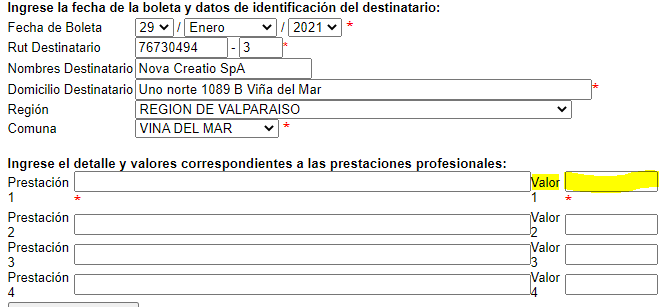 Ingrese la fecha de la boleta y datos de identificación del destinatario:
Fecha de Boleta 29 / Enero / 2021 *
Rut Destinatario 76730494 - 3 *
Nombres Destinatario Nova Creatio SpA
Domicilio Destinatario Uno norte 1089 B Viña del Mar *
Región REGION DE VALPARAISO
Comuna VINA DEL MAR *
Ingrese el detalle y valores correspondientes a las prestaciones profesionales:
Prestación Valor
1 * 1 *
Prestación Valor
2 2
Prestación Valor
3 3
Prestación Valor
4 4